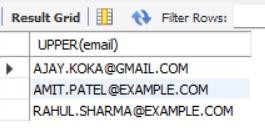 Result Grid Filter Rows:
UPPER(email)
AJAY.KOKA@GMAIL.COM
AMIT.PATEL@EXAMPLE.COM
RAHUL.SHARMA@EXAMPLE.COM